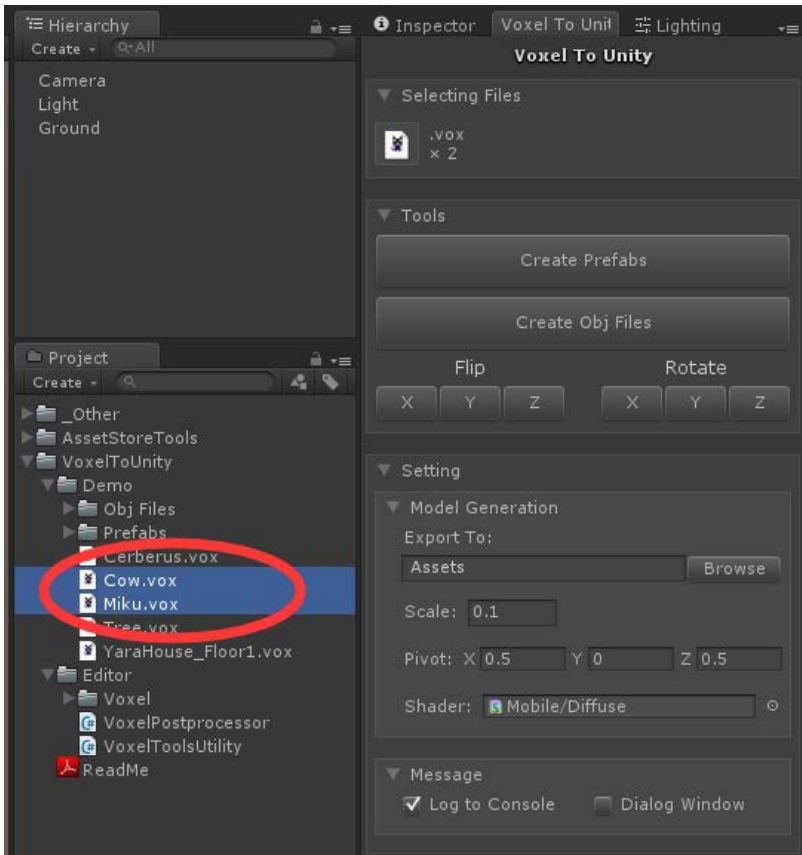 Hierarchy
Create
All
Camera
Light
Ground
Project
Create
_Other
AssetStoreTools
VoxelToUnity
Demo
Obj Files
Prefabs
Cerberus.vox
Cow.vox
Miku.vox
Tree.vox
YaraHouse_Floor1.vox
Editor
Voxel
VoxelPostprocessor
VoxelToolsUtility
ReadMe
Inspector Voxel To Unit Lighting
Voxel To Unity
Selecting Files
.vox
× 2
Tools
Create Prefabs
Create Obj Files
Flip Rotate
X Y Z X Y Z
Setting
Model Generation
Export To:
Assets Browse
Scale: 0.1
Pivot: X 0.5 Y 0 Z 0.5
Shader: S Mobile/Diffuse
Message
Log to Console Dialog Window